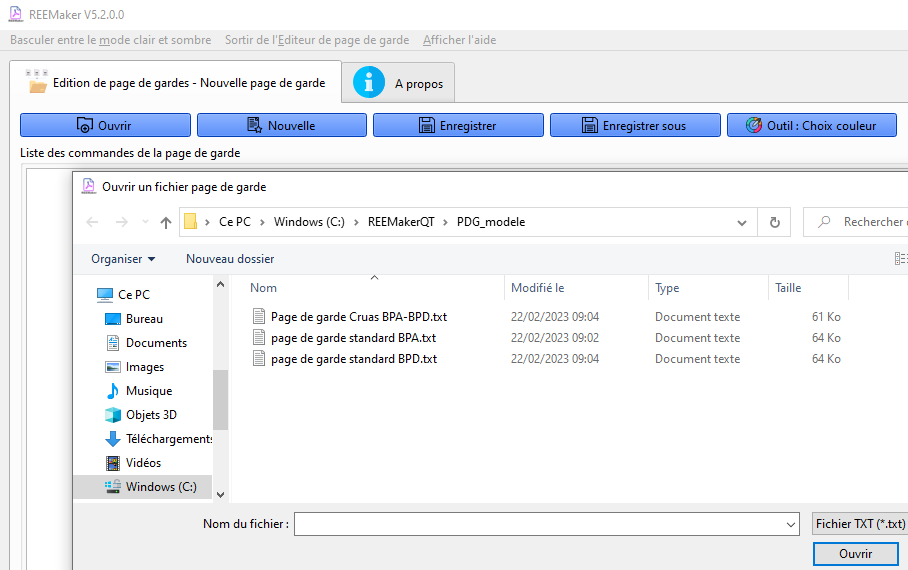 REEMaker V5.2.0.0
Basculer entre le mode clair et sombre Sortir de l'Editeur de page de garde Afficher l'aide
Edition de page de gardes - Nouvelle page de garde A propos
Ouvrir Nouvelle Enregistrer Enregistrer sous Outil : Choix couleur
Liste des commandes de la page de garde
Ouvrir un fichier page de garde
Ce PC Windows (C:) REEMakerQT PDG_modele Rechercher
Organiser Nouveau dossier
Nom Modifié le Type Taille
Ce PC
Bureau
Documents
Images
Musique
Objets 3D
Téléchargements
Vidéos
Windows (C:)
Page de garde Cruas BPA-BPD.txt 22/02/2023 09:04 Document texte 61 Ko
page de garde standard BPA.txt 22/02/2023 09:02 Document texte 64 Ko
page de garde standard BPD.txt 22/02/2023 09:04 Document texte 64 Ko
Nom du fichier : Fichier TXT (*.txt)
Ouvrir